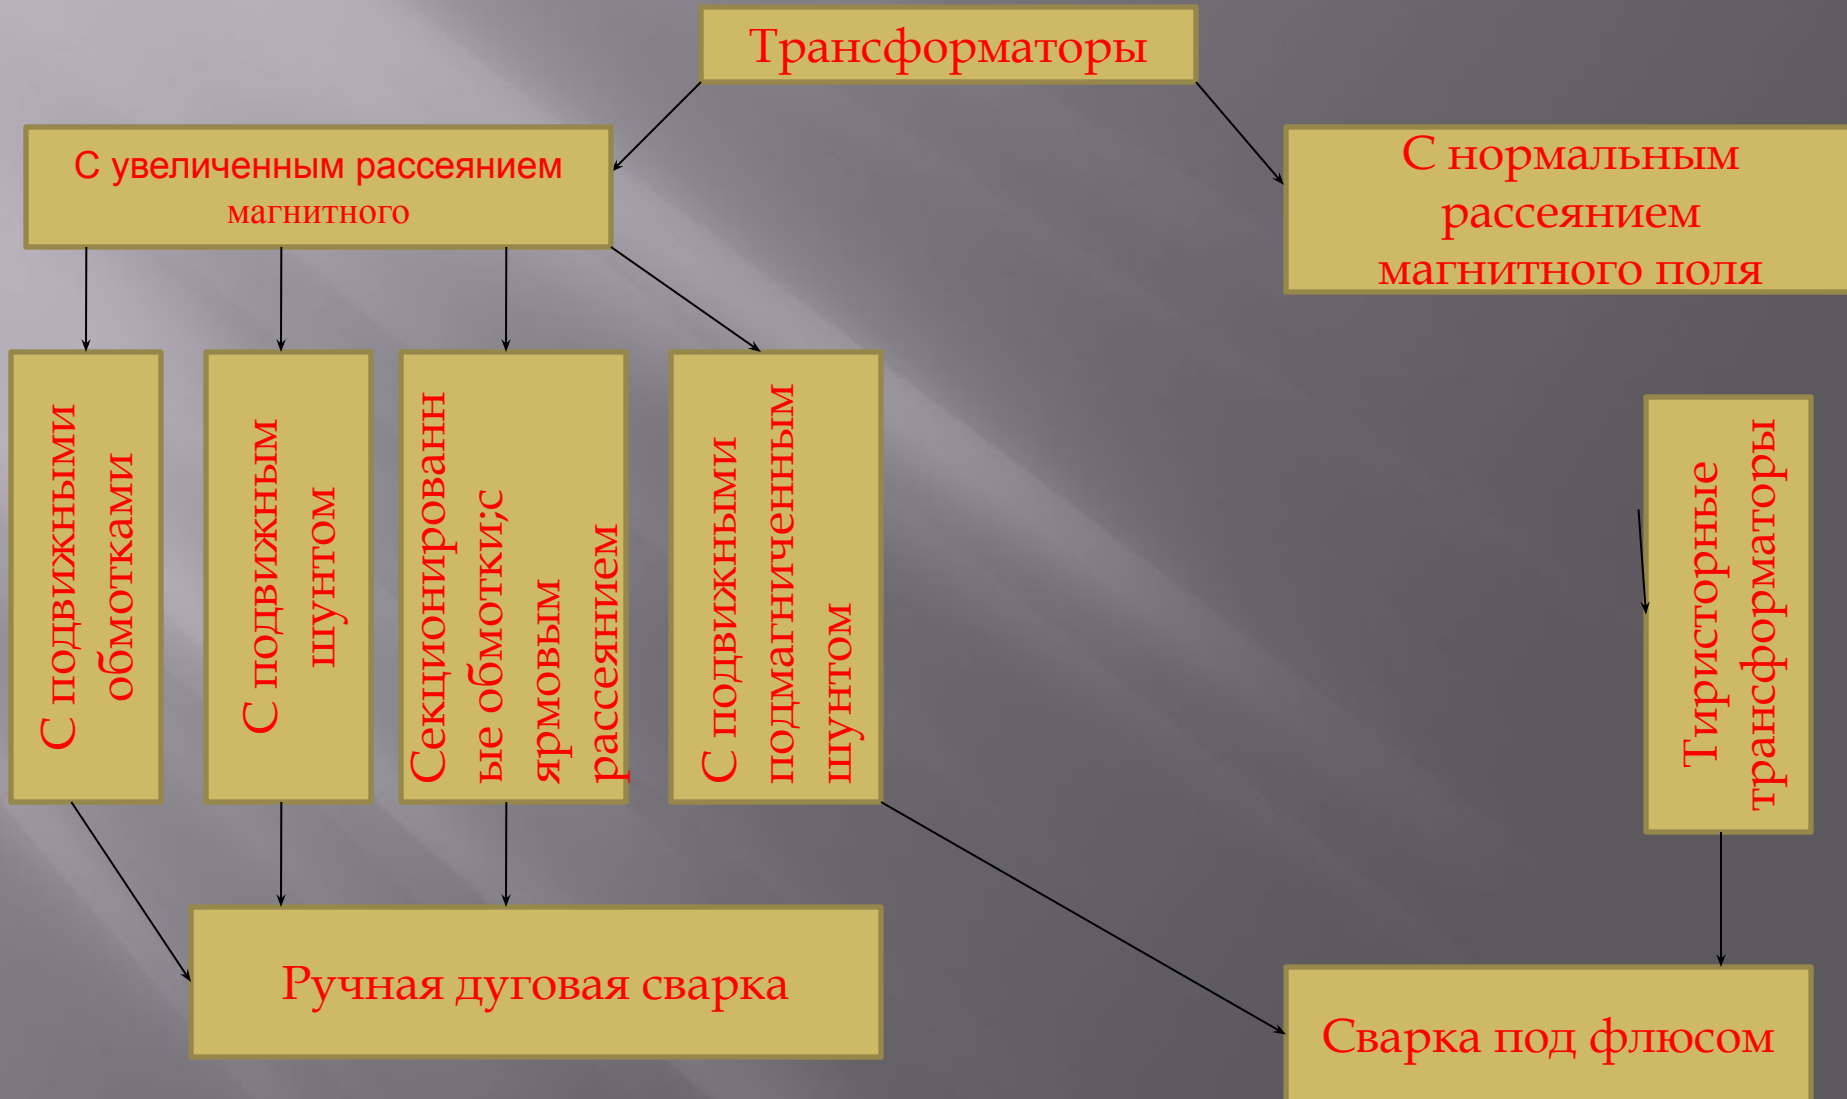 Трансформаторы
С увеличенным рассеянием
магнитного
С нормальным
рассеянием
магнитного поля
С подвижными
обмотками
С подвижным
шунтом
Секционированн
ые обмотки;с
ярмовым
рассеянием
С подвижными
подмагниченным
шунтом
Тиристорные
трансформаторы
Ручная дуговая сварка
Сварка под флюсом